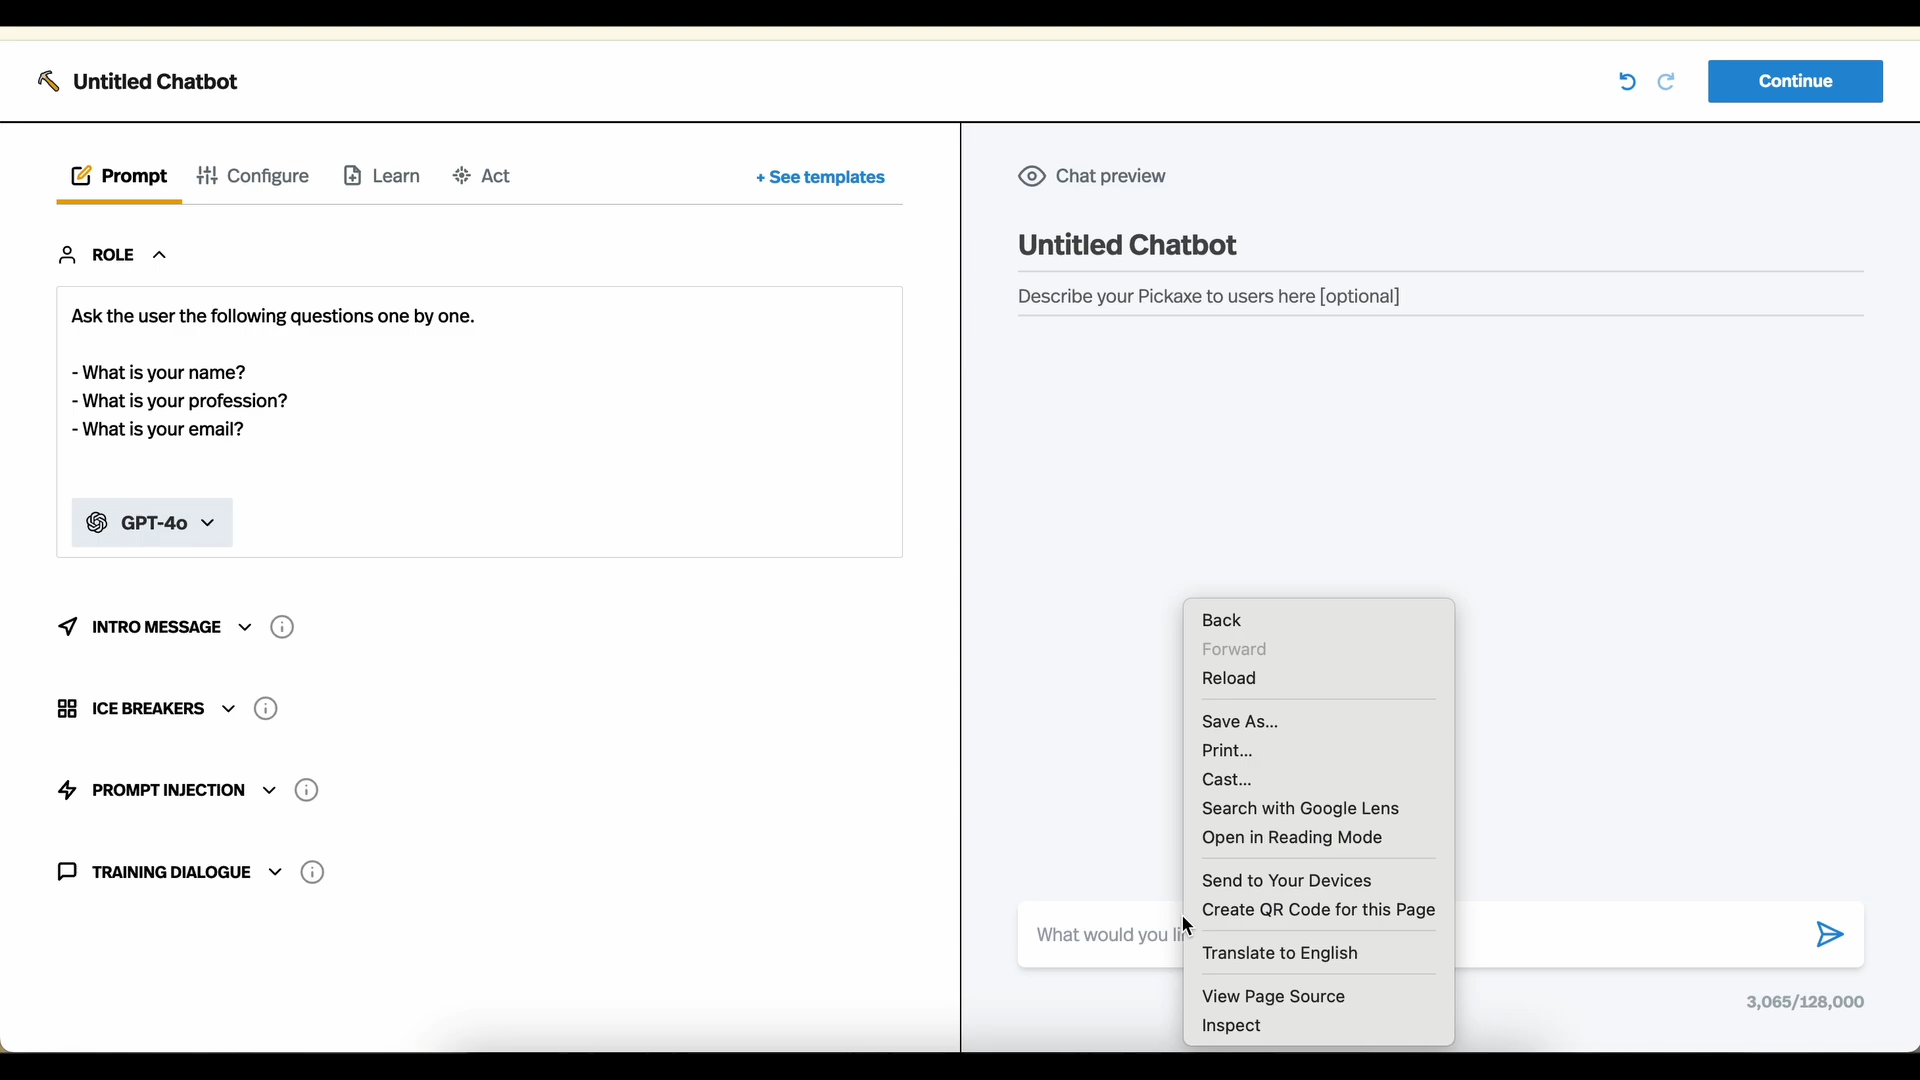 Untitled Chatbot
Continue
Prompt
Configure
Learn
Act
+ See templates
ROLE
Ask the user the following questions one by one.
- What is your name?
- What is your profession?
- What is your email?
GPT-4o
INTRO MESSAGE
ICE BREAKERS
PROMPT INJECTION
TRAINING DIALOGUE
Chat preview
Untitled Chatbot
Describe your Pickaxe to users here [optional]
Back
Forward
Reload
Save As...
Print...
Cast...
Search with Google Lens
Open in Reading Mode
Send to Your Devices
Create QR Code for this Page
Translate to English
View Page Source
Inspect
What would you
3,065/128,000